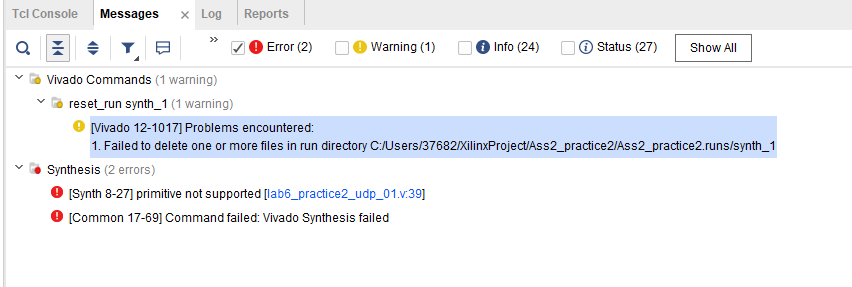 Tcl Console Messages × Log Reports
» Error (2) Warning (1) Info (24) Status (27) Show All
Vivado Commands (1 warning)
reset_run synth_1 (1 warning)
[Vivado 12-1017] Problems encountered:
1. Failed to delete one or more files in run directory C:/Users/37682/XilinxProject/Ass2_practice2/Ass2_practice2.runs/synth_1
Synthesis (2 errors)
[Synth 8-27] primitive not supported [lab6_practice2_udp_01.v:39]
[Common 17-69] Command failed: Vivado Synthesis failed